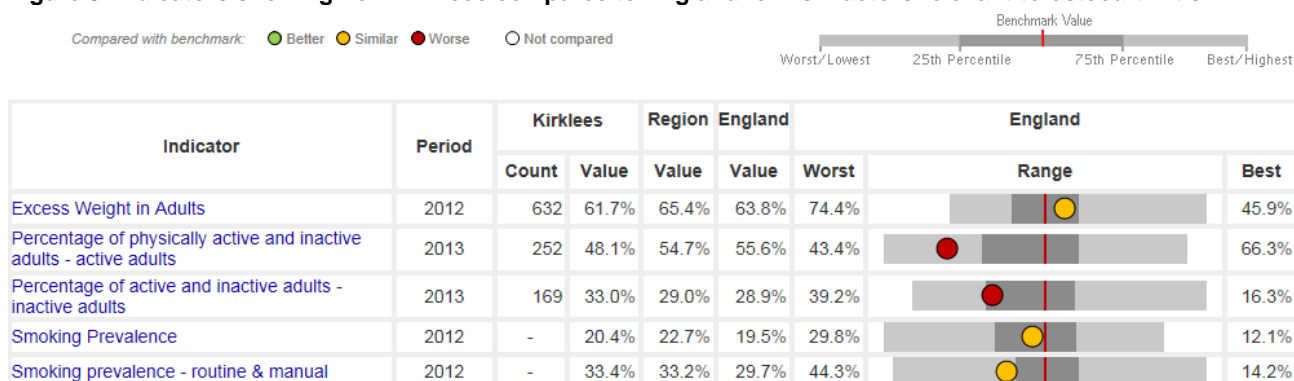 Compared with benchmark: Better Similar Worse Not compared
Benchmark Value
Worst/Lowest 25th Percentile 75th Percentile Best/Highest
Indicator Period Kirklees Region England England
Count Value Value Value Worst Range Best
Excess Weight in Adults 2012 632 61.7% 65.4% 63.8% 74.4% 45.9%
Percentage of physically active and inactive
adults - active adults 2013 252 48.1% 54.7% 55.6% 43.4% 66.3%
Percentage of active and inactive adults -
inactive adults 2013 169 33.0% 29.0% 28.9% 39.2% 16.3%
Smoking Prevalence 2012 - 20.4% 22.7% 19.5% 29.8% 12.1%
Smoking prevalence - routine & manual 2012 - 33.4% 33.2% 29.7% 44.3% 14.2%